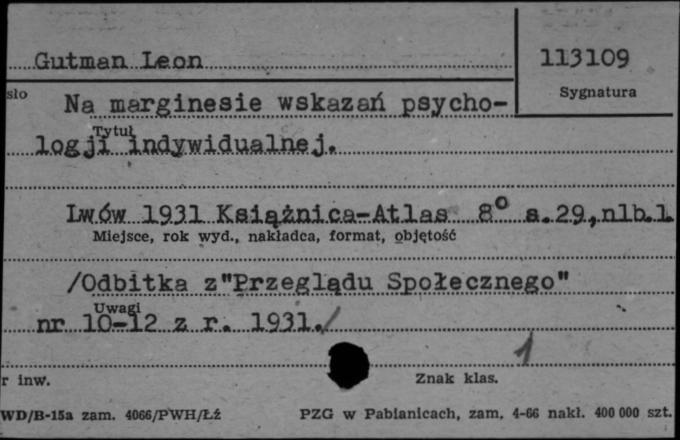 Gutman Leon
113109
Sygnatura
sło
Na marginesie wskazań psycho-
Tytuł
logji indywidualnej.
Lwów 1931 Książnica-Atlas 8° s.29,nlb.1
Miejsce, rok wyd., nakładca, format, objętość
/Odbitka z"Przeglądu Społecznego"
Uwagi
nr 10-12 z r. 1931./
1
r inw.
Znak klas.
WD/B-15a zam. 4066/PWH/Łź
PZG w Pabianicach, zam. 4-66 nakł. 400 000 szt.